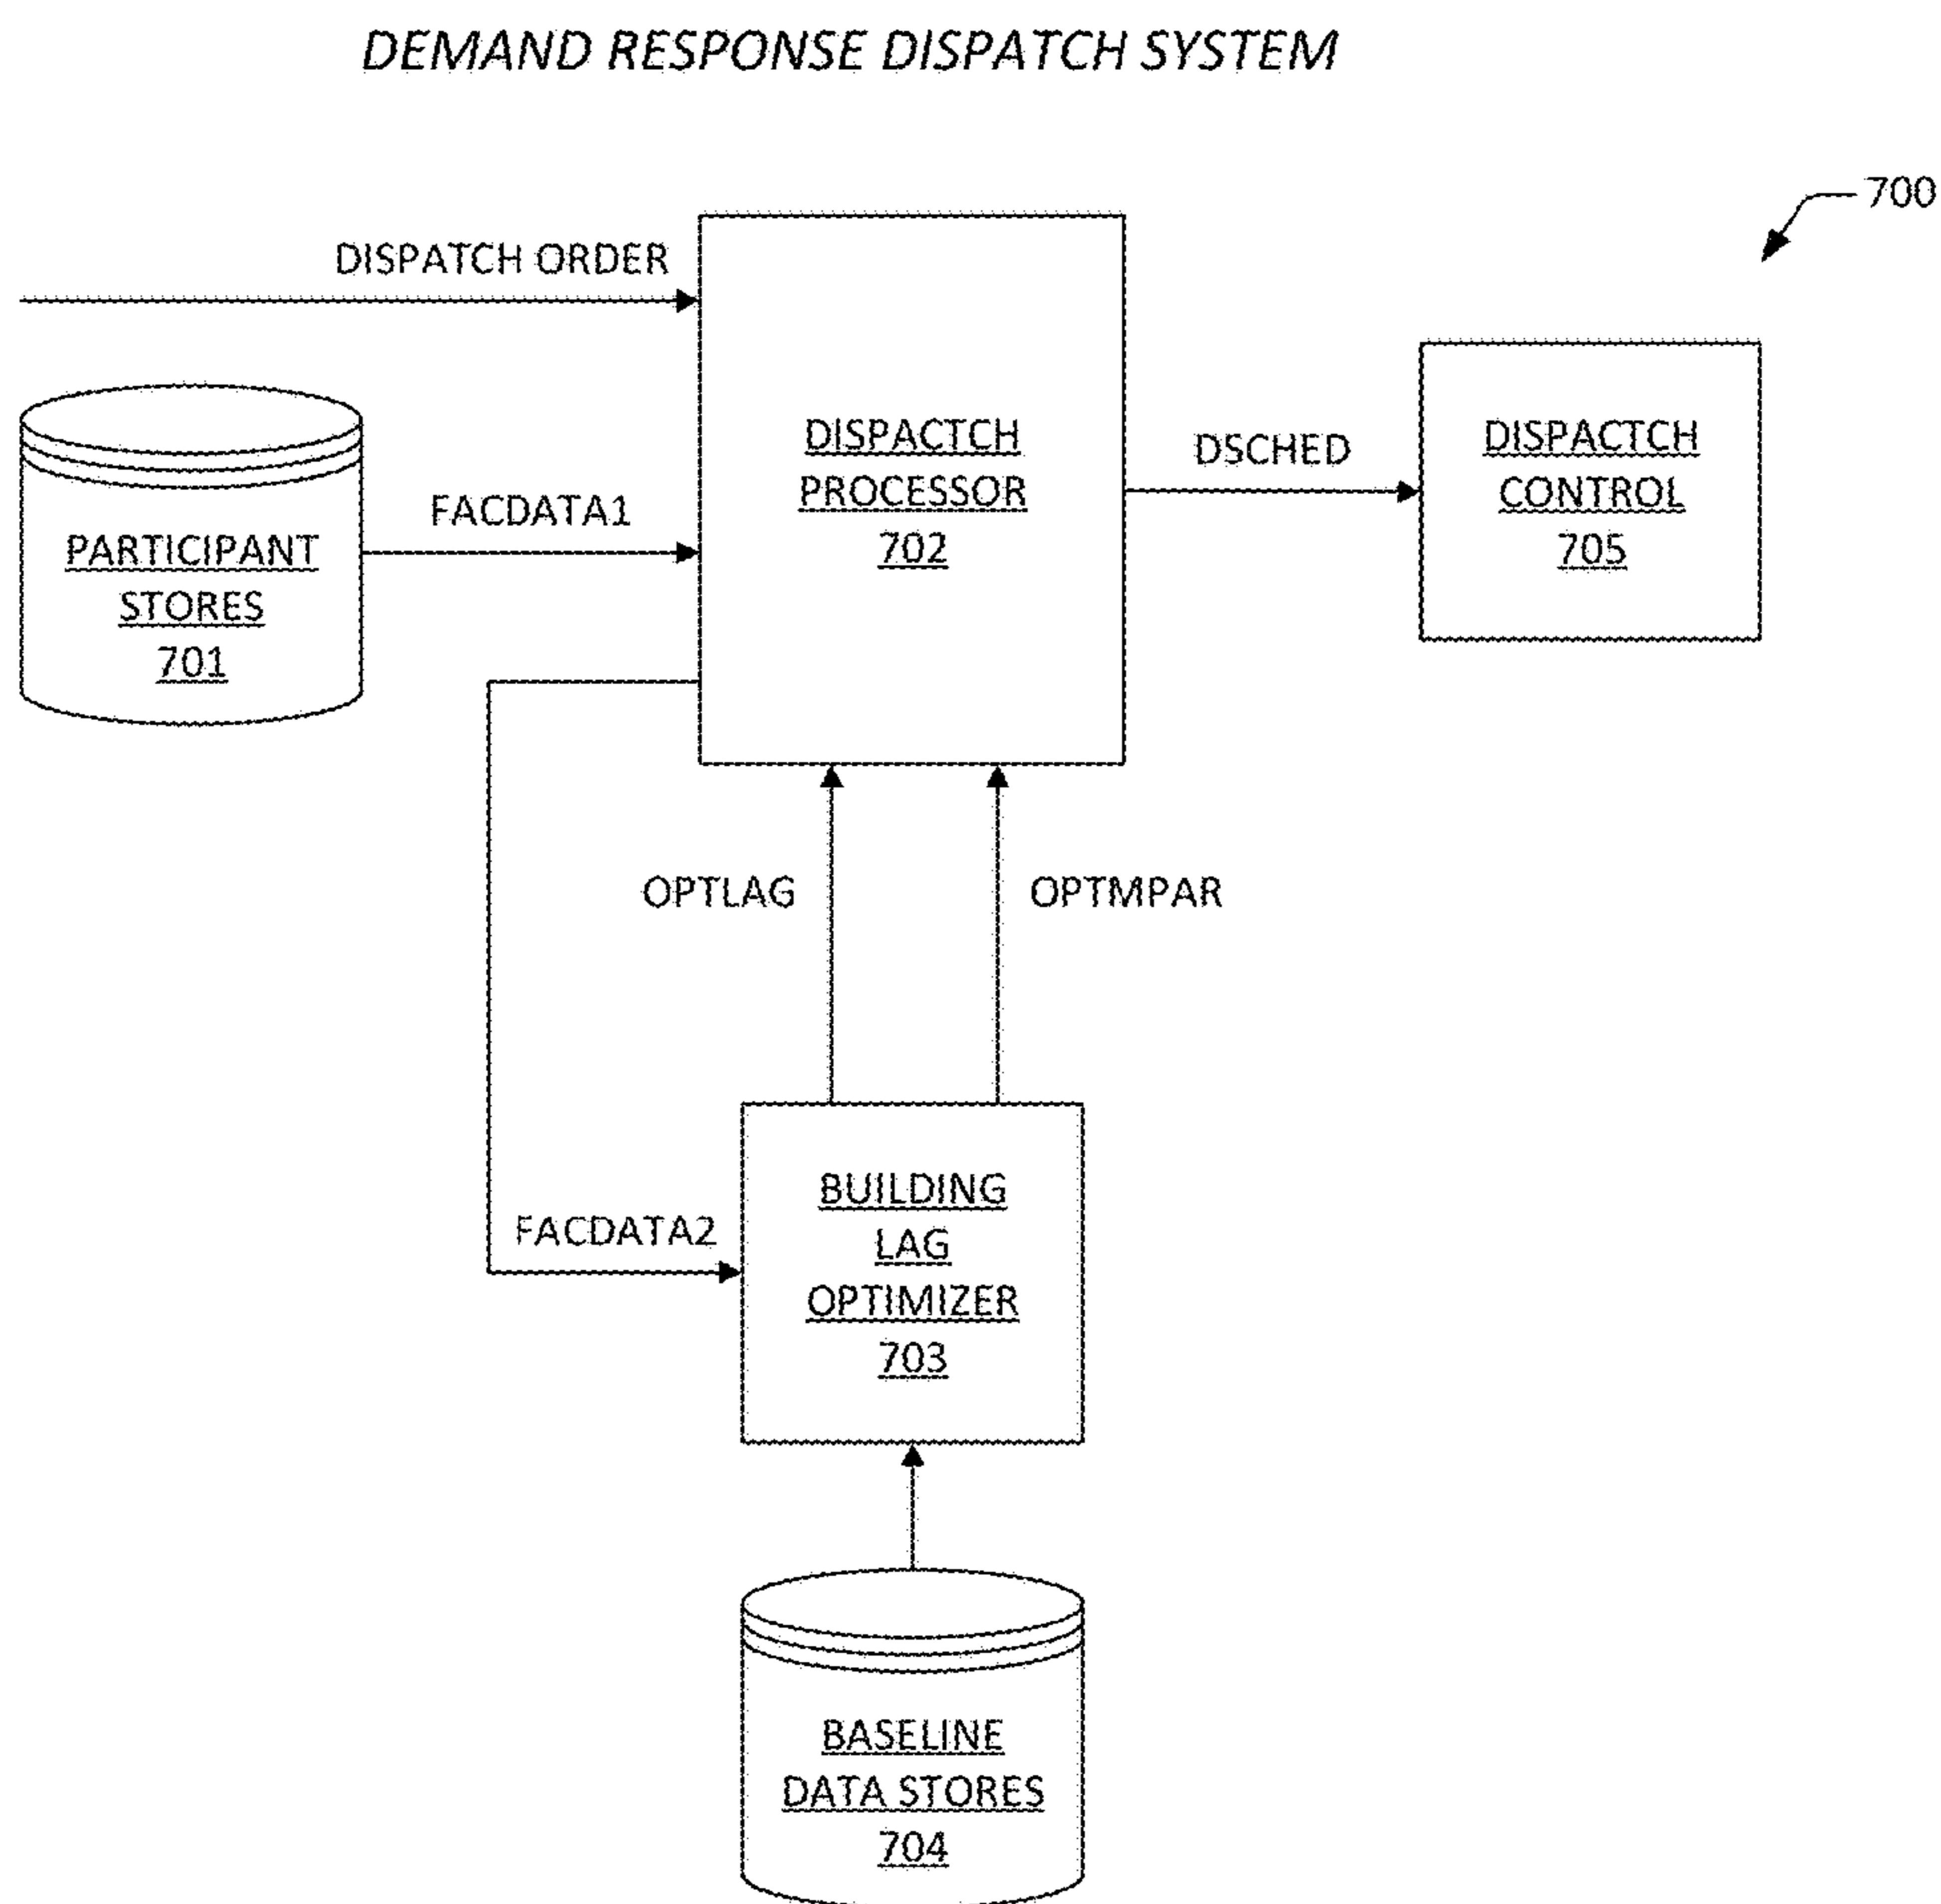 DEMAND RESPONSE DISPATCH SYSTEM
700
DISPATCH ORDER
DISPACTCH
PROCESSOR
702
DSCHED
DISPACTCH
CONTROL
705
FACDATA1
PARTICIPANT
STORES
701
OPTLAG
OPTMPAR
FACDATA2
BUILDING
LAG
OPTIMIZER
703
BASELINE
DATA STORES
704